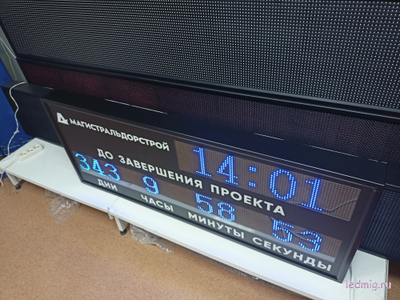 МАГИСТРАЛЬДОРСТРОЙ
14:01
ДО ЗАВЕРШЕНИЯ ПРОЕКТА
343 9 58 53
ДНИ ЧАСЫ МИНУТЫ СЕКУНДЫ
ledmig.ru